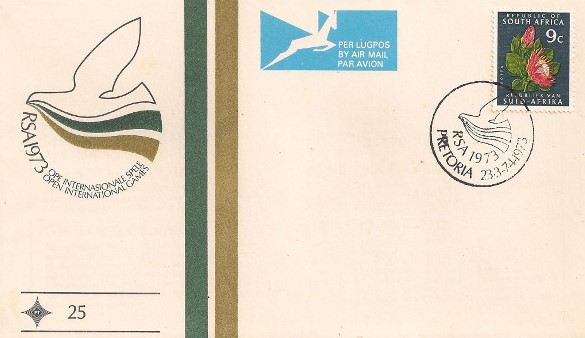 RSA 1973
OPE INTERNASIONALE SPELE
OPEN INTERNATIONAL GAMES
25
PER LUGPOS
BY AIR MAIL
PAR AVION
REPUBLIC OF
SOUTH AFRICA
9c
PROTEA
REPUBLIEK VAN
SUID-AFRIKA
RSA 1973
PRETORIA 23·3-7·4·1973